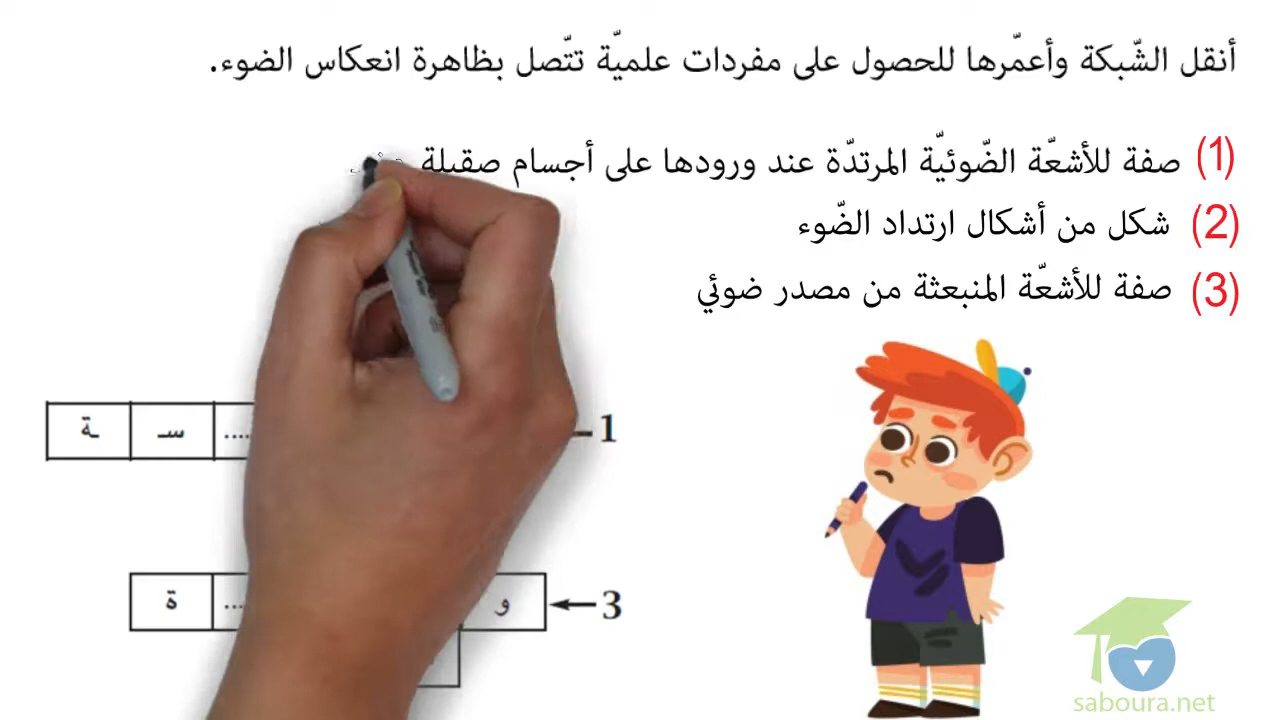 أنقل الشّبكة وأعمّرها للحصول على مفردات علميّة تتّصل بظاهرة انعكاس الضوء.
(1) صفة للأشعّة الضّوئيّة المرتدّة عند ورودها على أجسام صقيلة
(2) شكل من أشكال ارتداد الضّوء
(3) صفة للأشعّة المنبعثة من مصدر ضوئي
1 .... سـ ـة
3 و ... ة
saboura.net